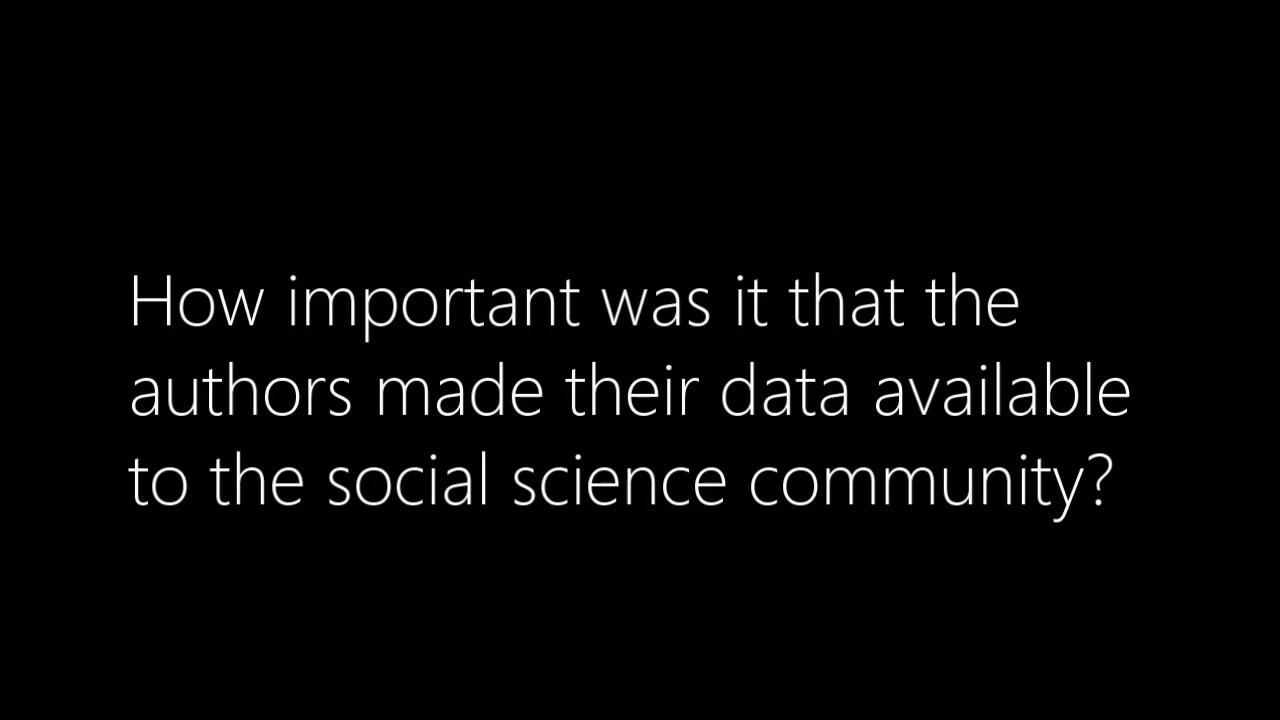 How important was it that the
authors made their data available
to the social science community?